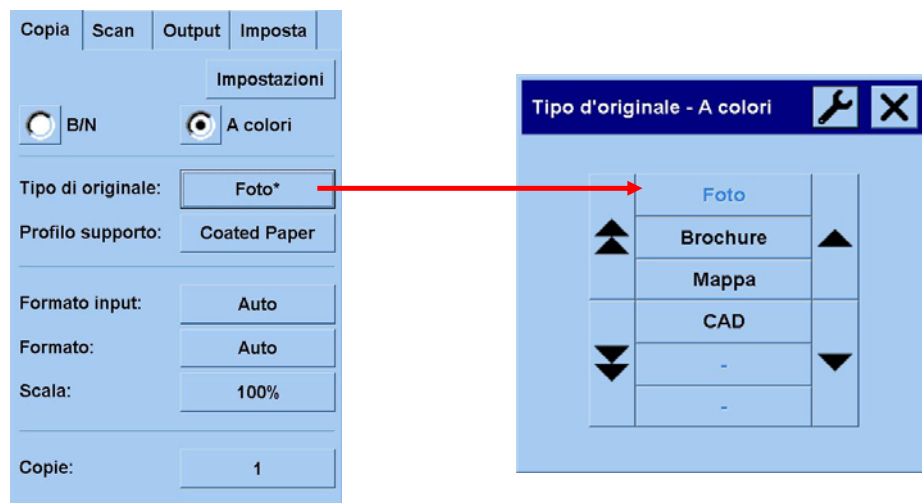 Copia Scan Output Imposta
Impostazioni
B/N A colori
Tipo di originale: Foto*
Profilo supporto: Coated Paper
Formato input: Auto
Formato: Auto
Scala: 100%
Copie: 1
Tipo d'originale - A colori
Foto
Brochure
Mappa
CAD
-
-